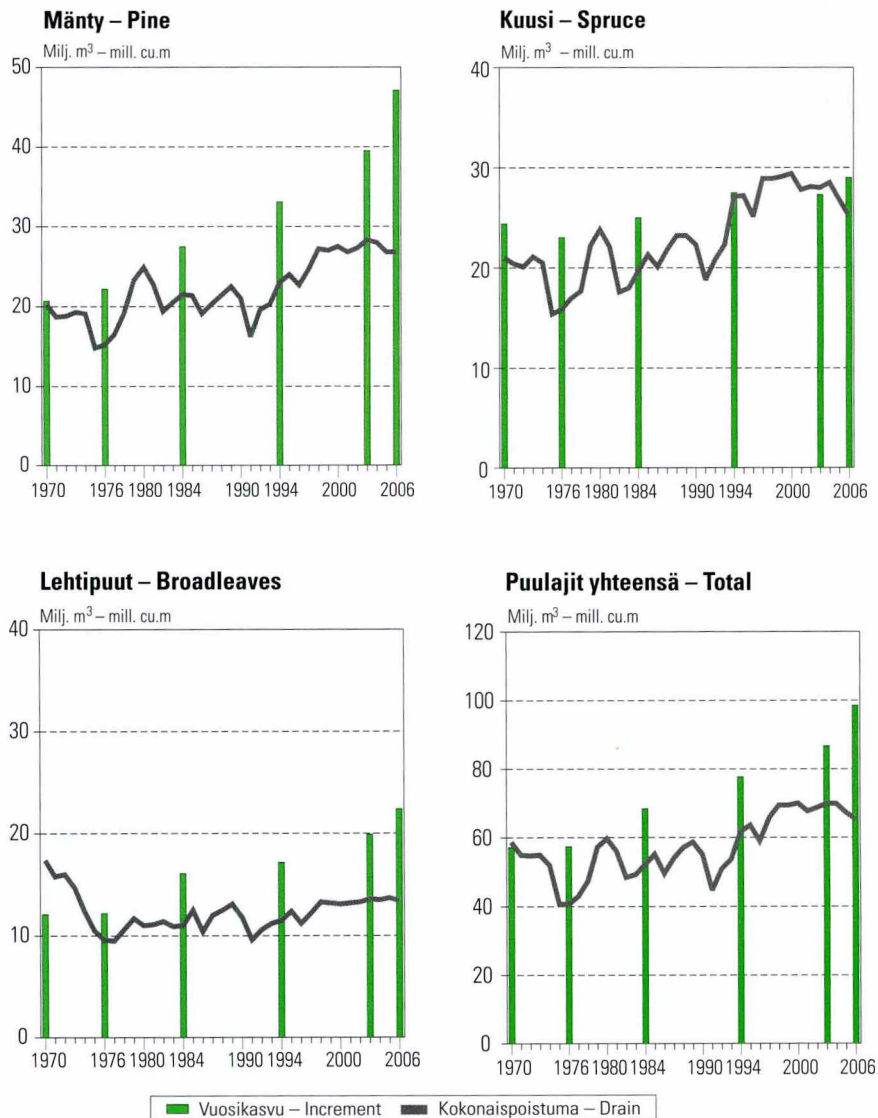 Mänty – Pine
Milj. m³ – mill. cu.m
50
40
30
20
10
0
1970 1976 1980 1984 1990 1994 2000 2006
Kuusi – Spruce
Milj. m³ – mill. cu.m
40
30
20
10
0
1970 1976 1980 1984 1990 1994 2000 2006
Lehtipuut – Broadleaves
Milj. m³ – mill. cu.m
40
30
20
10
0
1970 1976 1980 1984 1990 1994 2000 2006
Puulajit yhteensä – Total
Milj. m³ – mill. cu.m
120
100
80
60
40
20
0
1970 1976 1980 1984 1990 1994 2000 2006
Vuosikasvu – Increment Kokonaispoistuma – Drain